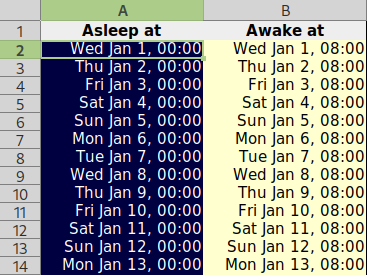 A B
1 Asleep at Awake at
2 Wed Jan 1, 00:00 Wed Jan 1, 08:00
3 Thu Jan 2, 00:00 Thu Jan 2, 08:00
4 Fri Jan 3, 00:00 Fri Jan 3, 08:00
5 Sat Jan 4, 00:00 Sat Jan 4, 08:00
6 Sun Jan 5, 00:00 Sun Jan 5, 08:00
7 Mon Jan 6, 00:00 Mon Jan 6, 08:00
8 Tue Jan 7, 00:00 Tue Jan 7, 08:00
9 Wed Jan 8, 00:00 Wed Jan 8, 08:00
10 Thu Jan 9, 00:00 Thu Jan 9, 08:00
11 Fri Jan 10, 00:00 Fri Jan 10, 08:00
12 Sat Jan 11, 00:00 Sat Jan 11, 08:00
13 Sun Jan 12, 00:00 Sun Jan 12, 08:00
14 Mon Jan 13, 00:00 Mon Jan 13, 08:00